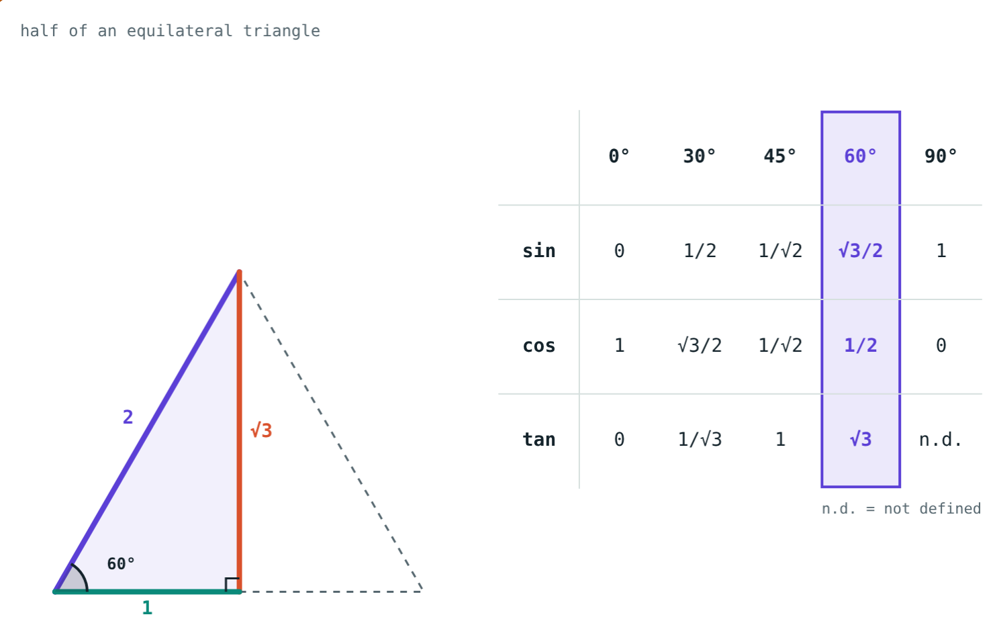 half of an equilateral triangle
2
√3
60°
1
0° 30° 45° 60° 90°
sin 0 1/2 1/√2 √3/2 1
cos 1 √3/2 1/√2 1/2 0
tan 0 1/√3 1 √3 n.d.
n.d. = not defined